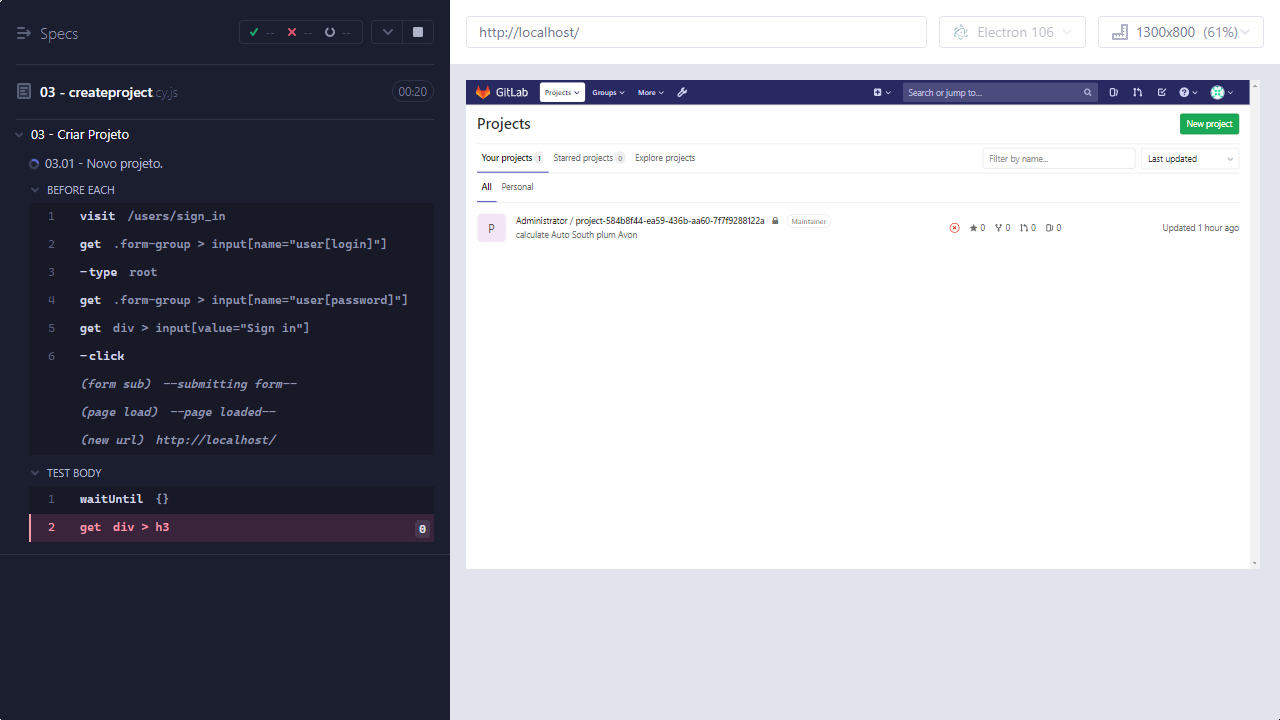 Specs
-- -- --
03 - createproject.cy.js 00:20
03 - Criar Projeto
03.01 - Novo projeto.
BEFORE EACH
1 visit /users/sign_in
2 get .form-group > input[name="user[login]"]
3 -type root
4 get .form-group > input[name="user[password]"]
5 get div > input[value="Sign in"]
6 -click
(form sub) --submitting form--
(page load) --page loaded--
(new url) http://localhost/
TEST BODY
1 waitUntil {}
2 get div > h3 0
http://localhost/ Electron 106 1300x800 (61%)
GitLab Projects Groups More Search or jump to...
Projects New project
Your projects 1 Starred projects 0 Explore projects Filter by name... Last updated
All Personal
P Administrator / project-584b8f44-ea59-436b-aa60-7f7f9288122a Maintainer
calculate Auto South plum Avon 0 0 0 0 Updated 1 hour ago